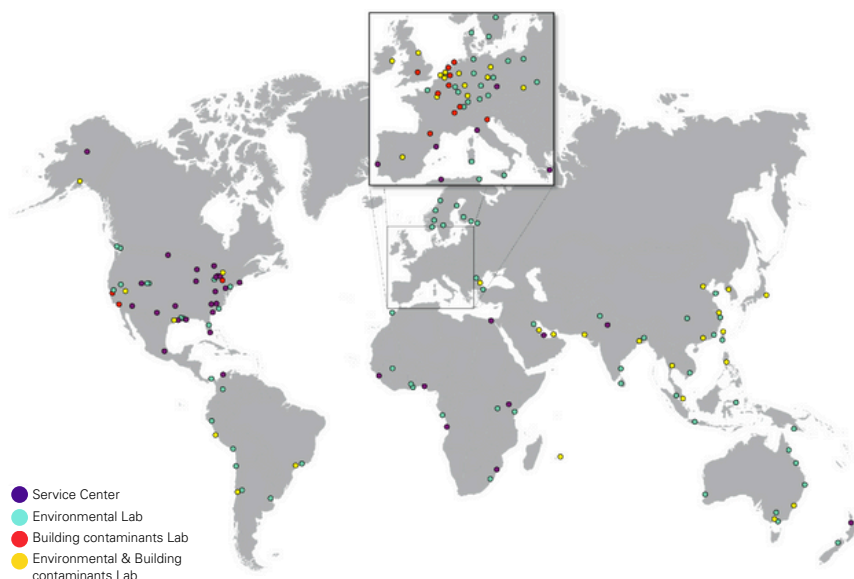 Service Center
Environmental Lab
Building contaminants Lab
Environmental & Building
contaminants Lab